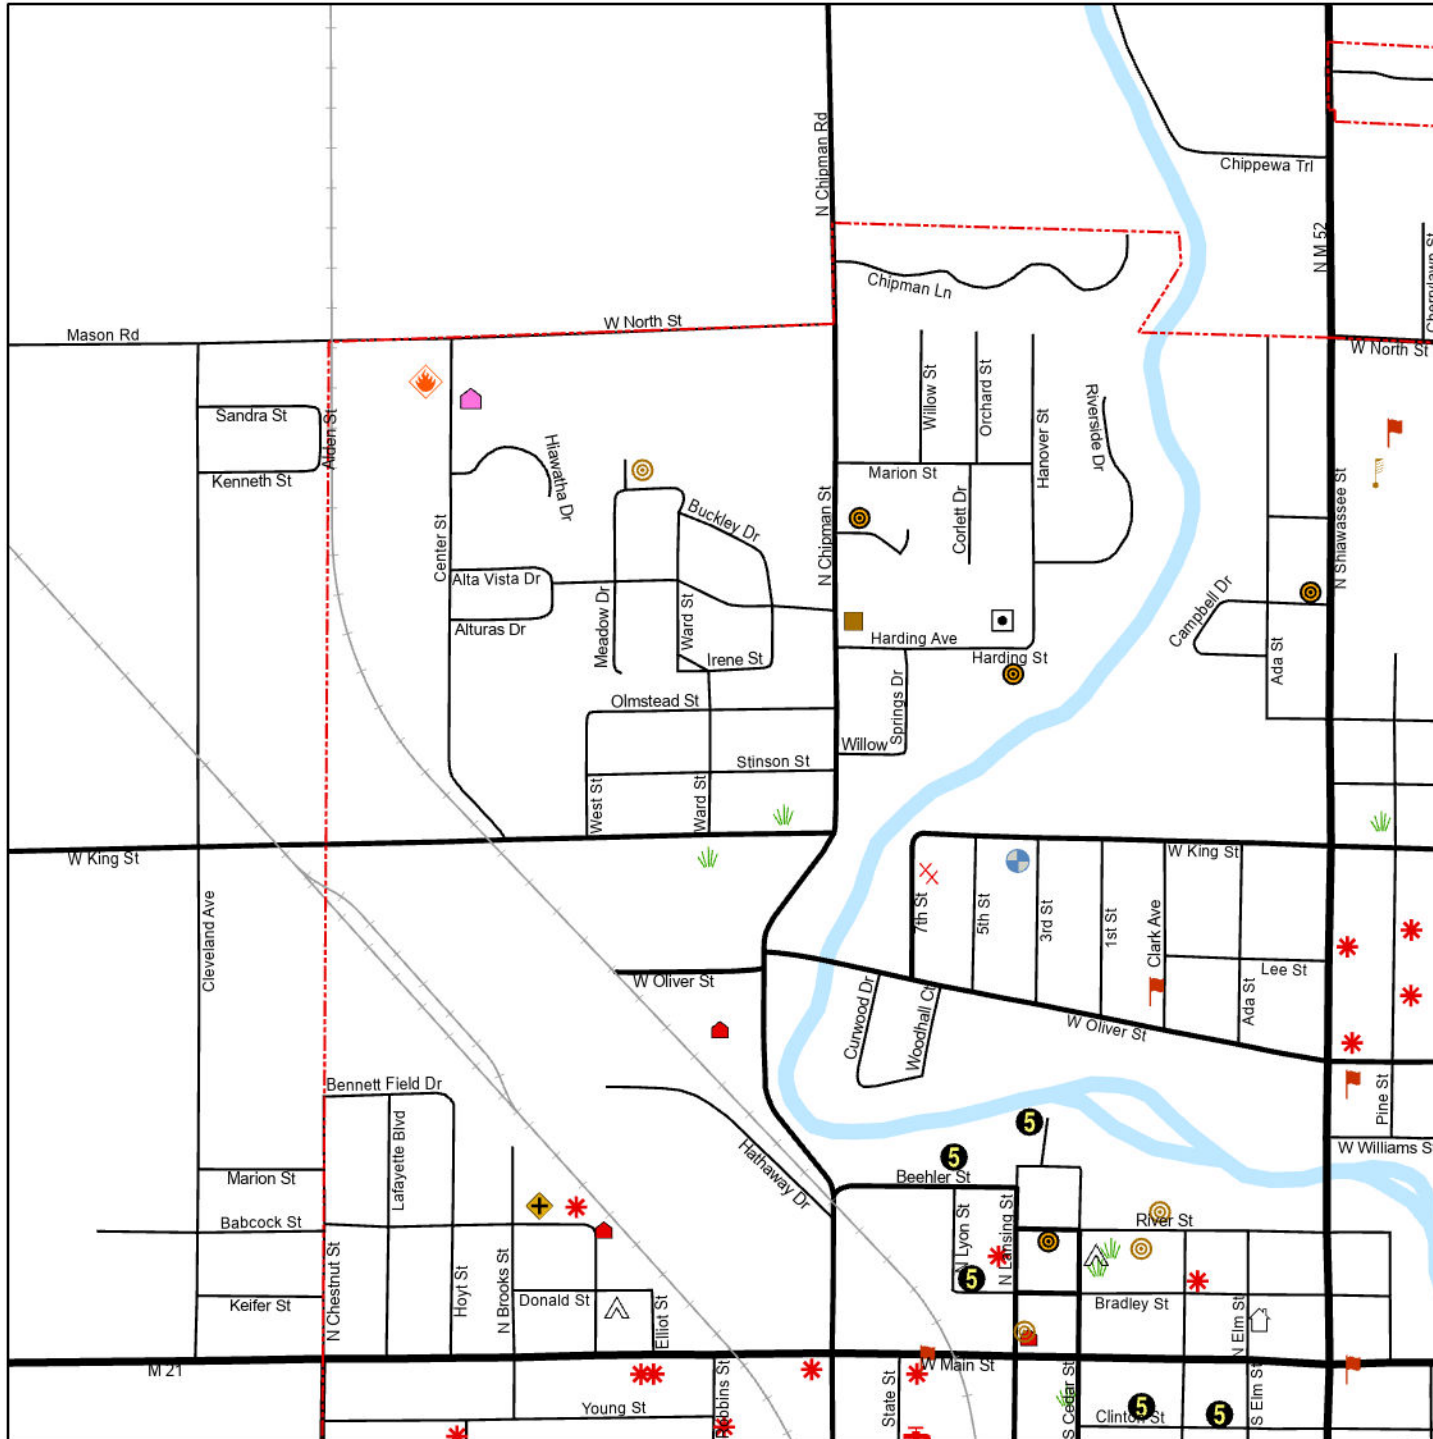 N Chipman Rd
Chippewa Trl
N M 52
Cherrylawn St
Chipman Ln
W North St
Mason Rd
W North St
Sandra St
Alden St
Kenneth St
Hiawatha Dr
Willow St
Orchard St
Hanover St
Riverside Dr
Marion St
Buckley Dr
Corlett Dr
N Chipman St
N Shiawassee St
Center St
Alta Vista Dr
Alturas Dr
Meadow Dr
Ward St
Irene St
Harding Ave
Harding St
Campbell Dr
Ada St
Olmstead St
Springs Dr
Willow
Stinson St
West St
Ward St
W King St
W King St
Cleveland Ave
7th St
5th St
3rd St
1st St
Clark Ave
Lee St
Ada St
W Oliver St
Curwood Dr
Woodhall Ct
W Oliver St
Bennett Field Dr
Lafayette Blvd
Pine St
W Williams S
Hathaway Dr
5
5
Beehler St
Marion St
Babcock St
N Lyon St
N Lansing St
River St
5
N Chestnut St
Hoyt St
N Brooks St
Keifer St
Donald St
Elliot St
Bradley St
N Elm St
M 21
W Main St
Robbins St
State St
S Cedar St
5
5
S Elm St
Young St
Clinton St